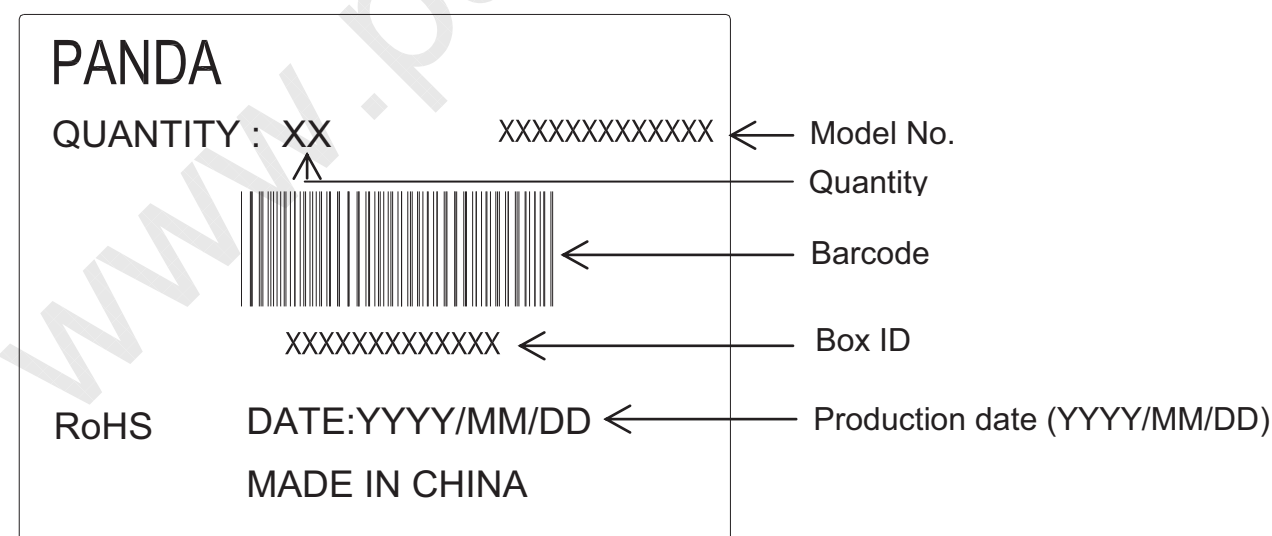 PANDA
QUANTITY : XX XXXXXXXXXXXXX Model No.
Quantity
Barcode
XXXXXXXXXXXXX Box ID
RoHS DATE:YYYY/MM/DD Production date (YYYY/MM/DD)
MADE IN CHINA
www.p